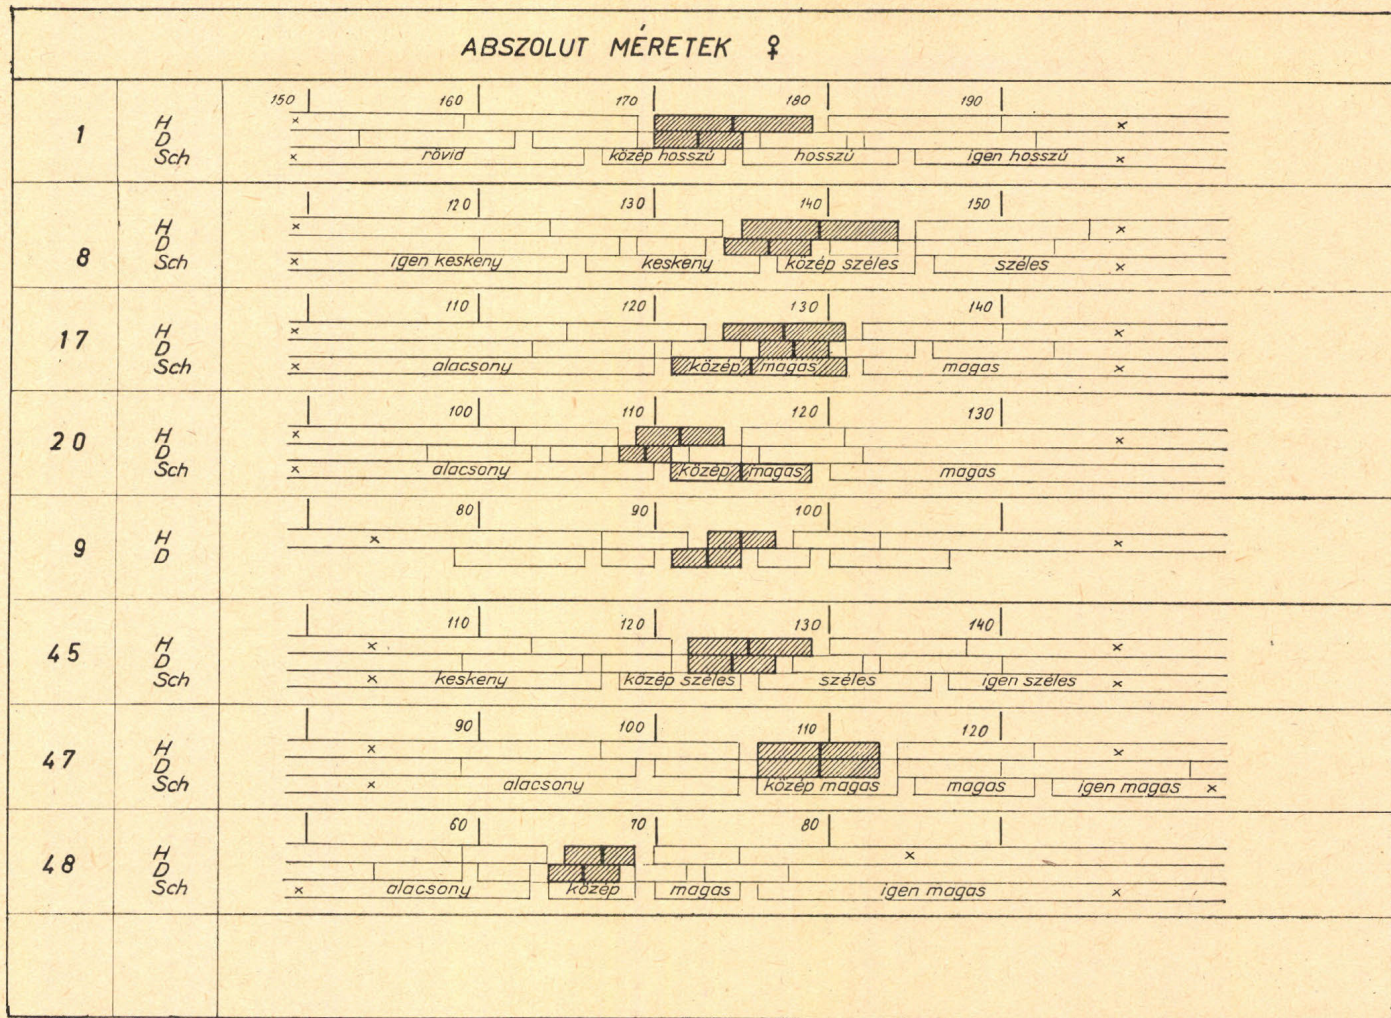 ABSZOLUT MÉRETEK ♀
150 160 170 180 190
1 H × ×
D
Sch × rövid közép hosszú hosszú igen hosszú ×
120 130 140 150
8 H × ×
D
Sch × igen keskeny keskeny közép széles széles ×
110 120 130 140
17 H × ×
D
Sch × alacsony közép magas magas ×
100 110 120 130
20 H × ×
D
Sch × alacsony közép magas magas
80 90 100
9 H × ×
D
110 120 130 140
45 H × ×
D
Sch × keskeny közép széles széles igen széles ×
90 100 110 120
47 H × ×
D
Sch × alacsony közép magas magas igen magas ×
60 70 80
48 H ×
D
Sch × alacsony közép magas igen magas ×